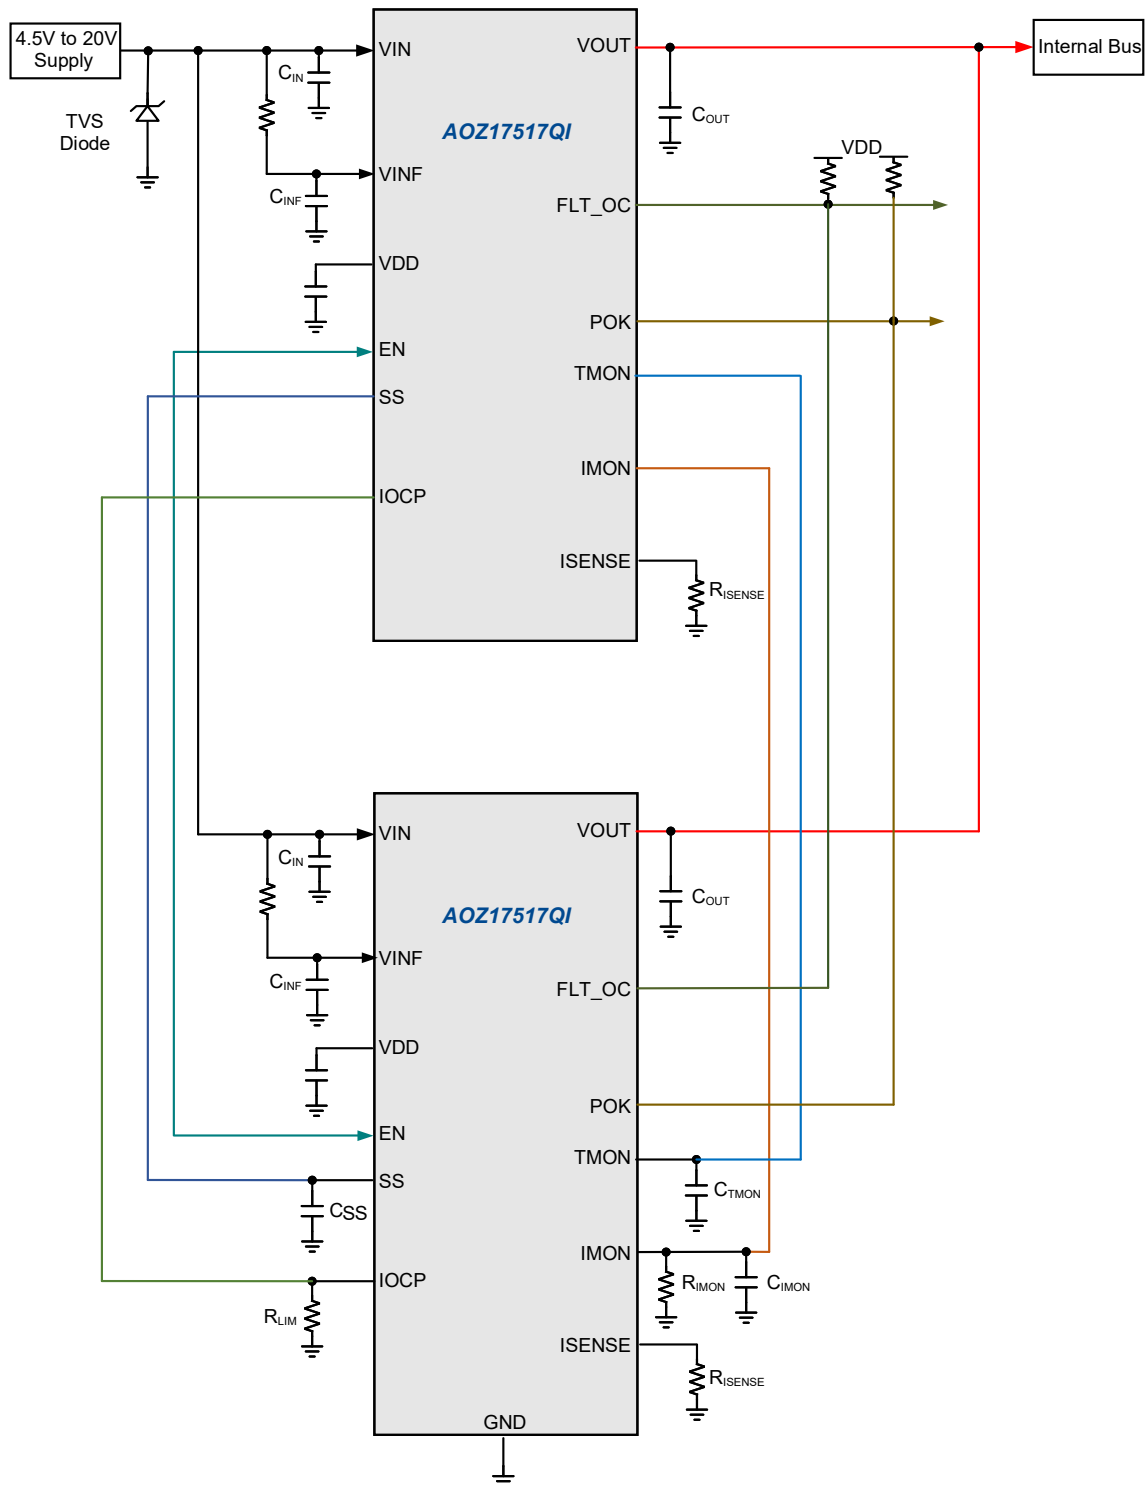 4.5V to 20V
Supply
TVS
Diode
CIN
CINF
VIN
VINF
VDD
EN
SS
IOCP
AOZ17517QI
VOUT
FLT_OC
POK
TMON
IMON
ISENSE
COUT
VDD
RISENSE
Internal Bus
CIN
CINF
CSS
RLIM
VIN
VINF
VDD
EN
SS
IOCP
AOZ17517QI
VOUT
FLT_OC
POK
TMON
IMON
ISENSE
GND
COUT
CTMON
RIMON
CIMON
RISENSE